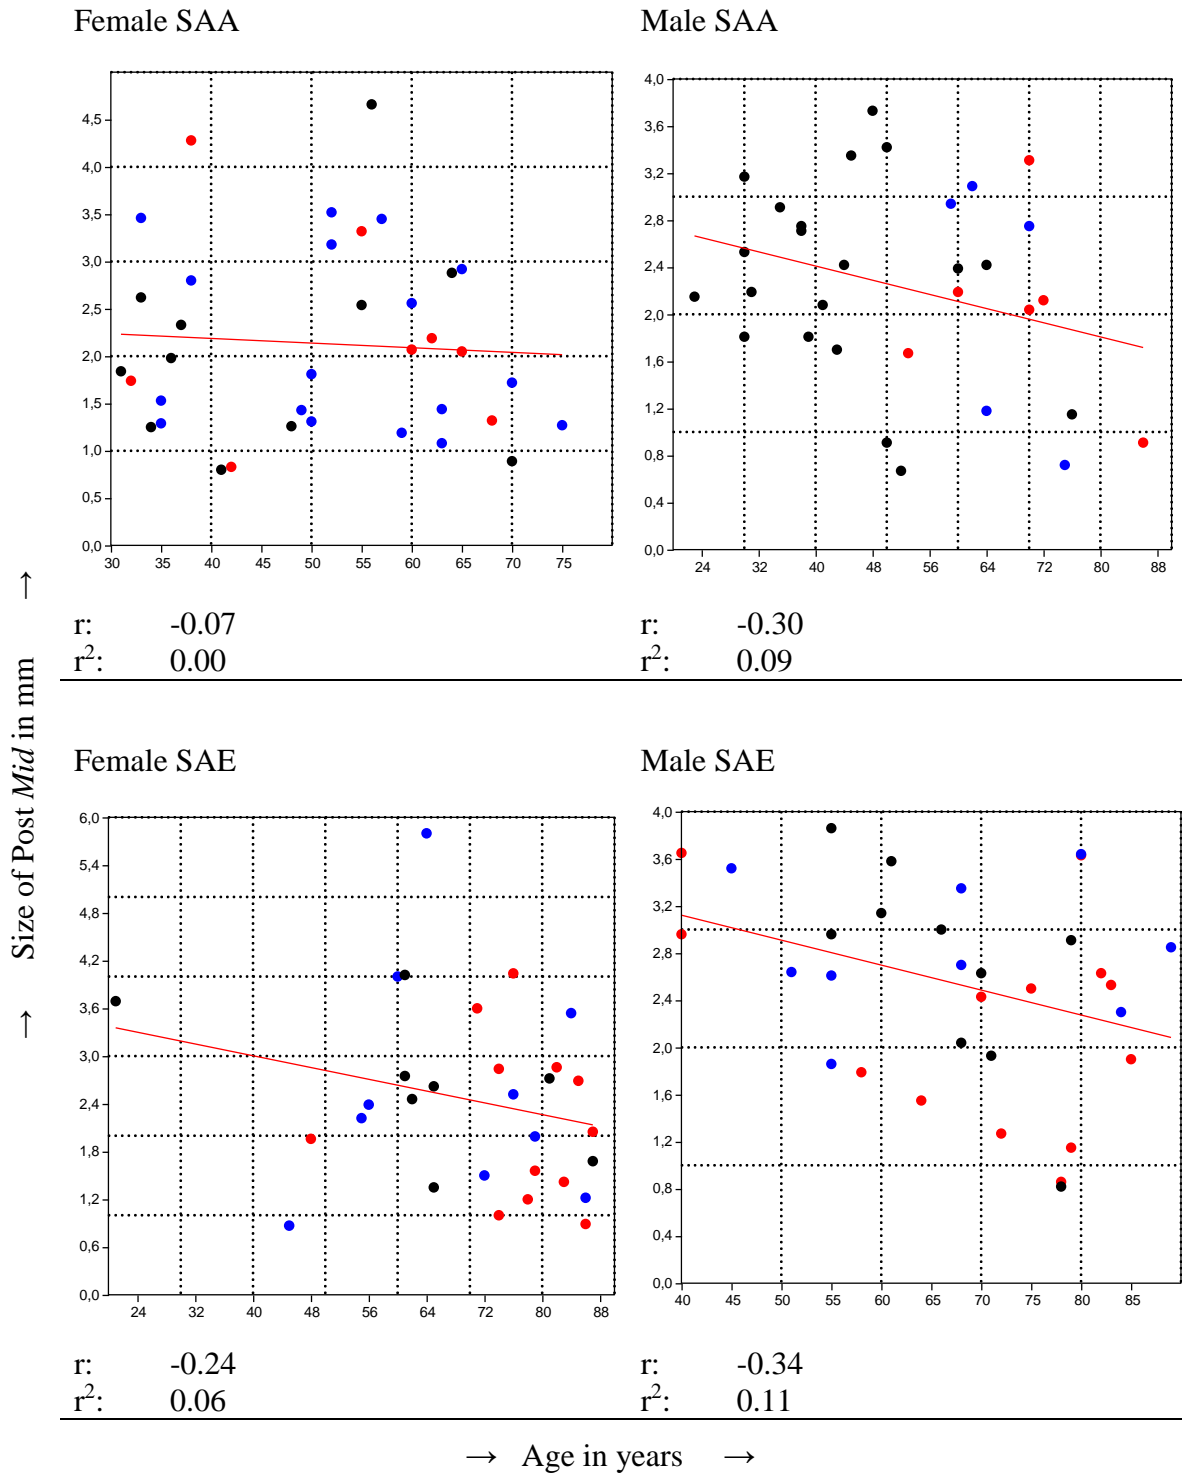 Female SAA
Male SAA
4,5
4,0
3,5
3,0
2,5
2,0
1,5
1,0
0,5
0,0
30 35 40 45 50 55 60 65 70 75
4,0
3,6
3,2
2,8
2,4
2,0
1,6
1,2
0,8
0,4
0,0
24 32 40 48 56 64 72 80 88
r: -0.07
r²: 0.00
r: -0.30
r²: 0.09
→ Size of Post Mid in mm →
Female SAE
Male SAE
6,0
5,4
4,8
4,2
3,6
3,0
2,4
1,8
1,2
0,6
0,0
24 32 40 48 56 64 72 80 88
4,0
3,6
3,2
2,8
2,4
2,0
1,6
1,2
0,8
0,4
0,0
40 45 50 55 60 65 70 75 80 85
r: -0.24
r²: 0.06
r: -0.34
r²: 0.11
→ Age in years →